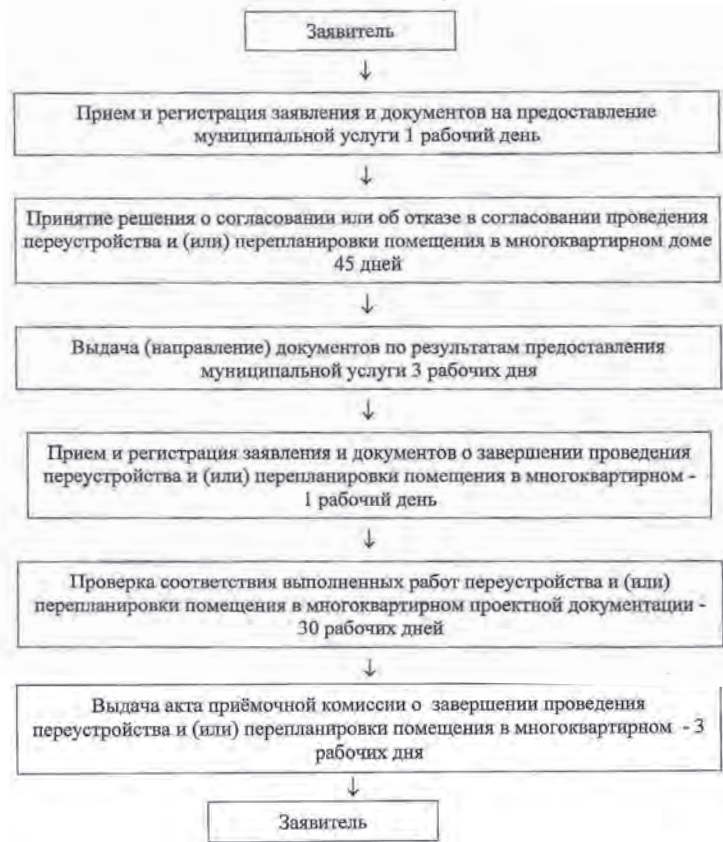 Заявитель
↓
Прием и регистрация заявления и документов на предоставление
муниципальной услуги 1 рабочий день
↓
Принятие решения о согласовании или об отказе в согласовании проведения
переустройства и (или) перепланировки помещения в многоквартирном доме
45 дней
↓
Выдача (направление) документов по результатам предоставления
муниципальной услуги 3 рабочих дня
↓
Прием и регистрация заявления и документов о завершении проведения
переустройства и (или) перепланировки помещения в многоквартирном -
1 рабочий день
↓
Проверка соответствия выполненных работ переустройства и (или)
перепланировки помещения в многоквартирном проектной документации -
30 рабочих дней
↓
Выдача акта приёмочной комиссии о завершении проведения
переустройства и (или) перепланировки помещения в многоквартирном - 3
рабочих дня
↓
Заявитель